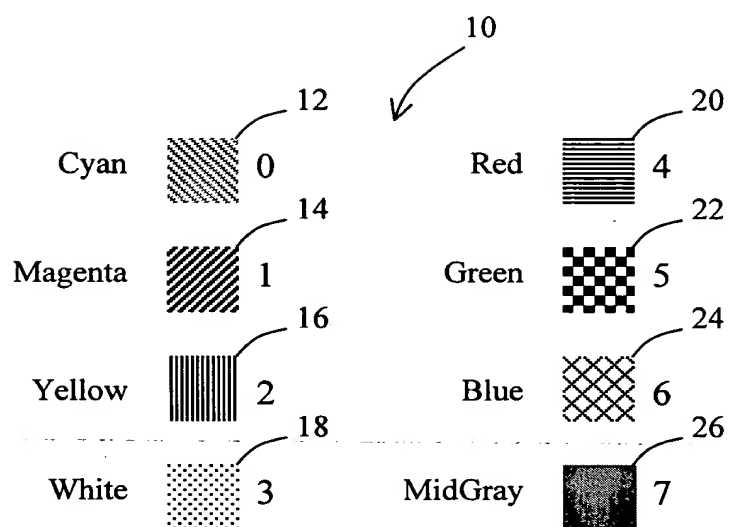 10
12 20
Cyan 0 Red 4
14 22
Magenta 1 Green 5
16 24
Yellow 2 Blue 6
18 26
White 3 MidGray 7